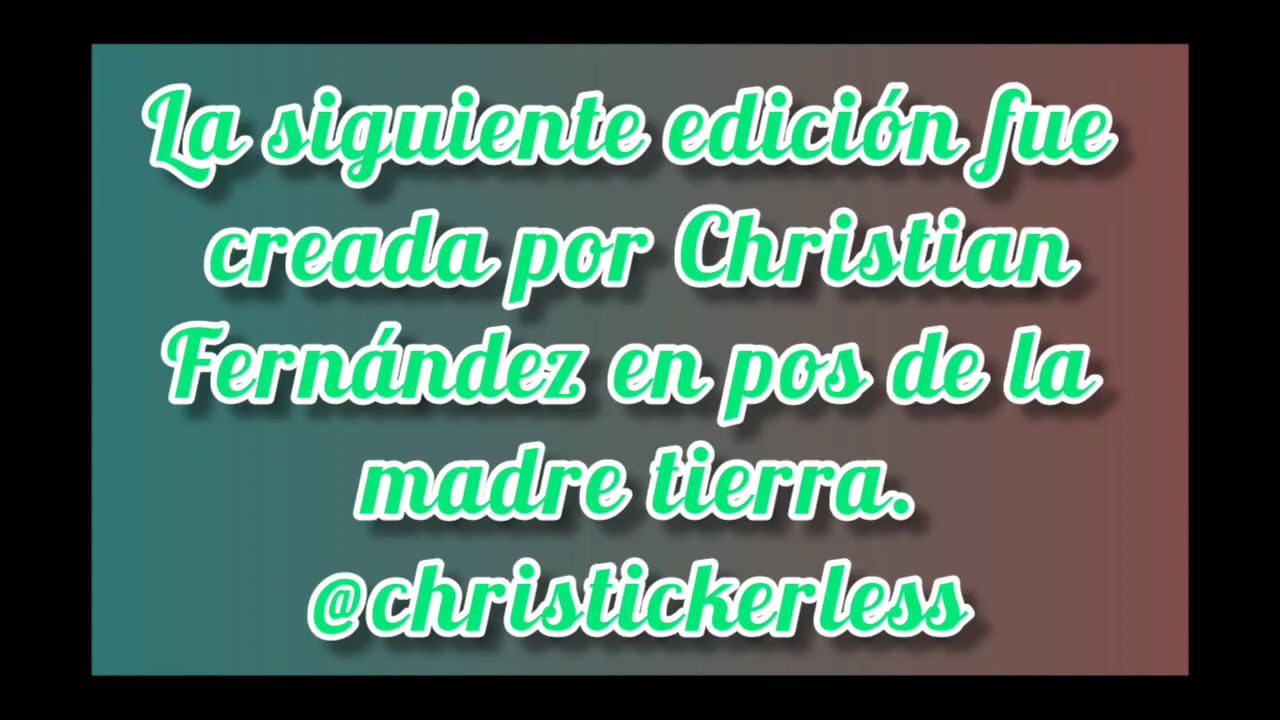 La siguiente edición fue
creada por Christian
Fernández en pos de la
madre tierra.
@christickerless